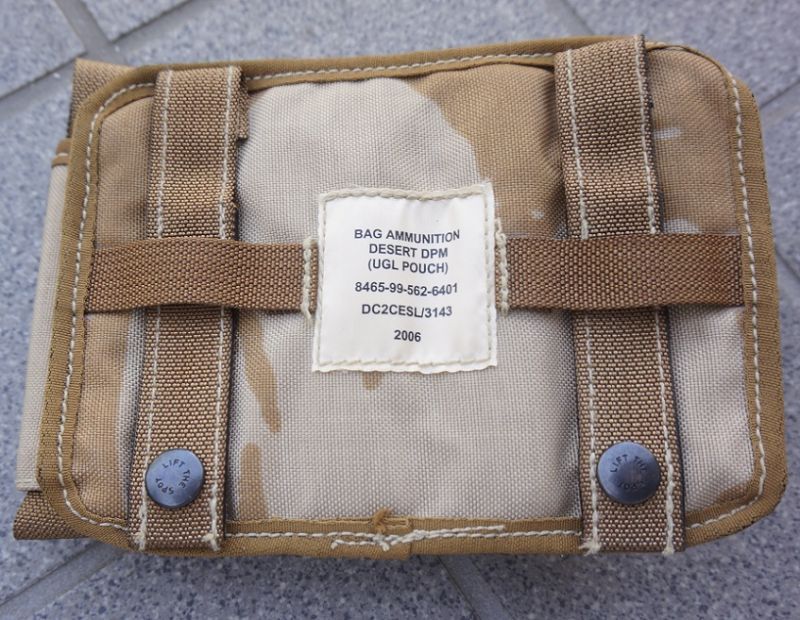 BAG AMMUNITION
DESERT DPM
(UGL POUCH)
8465-99-562-6401
DC2CESL/3143
2006
LIFT THE DOT
LIFT THE DOT